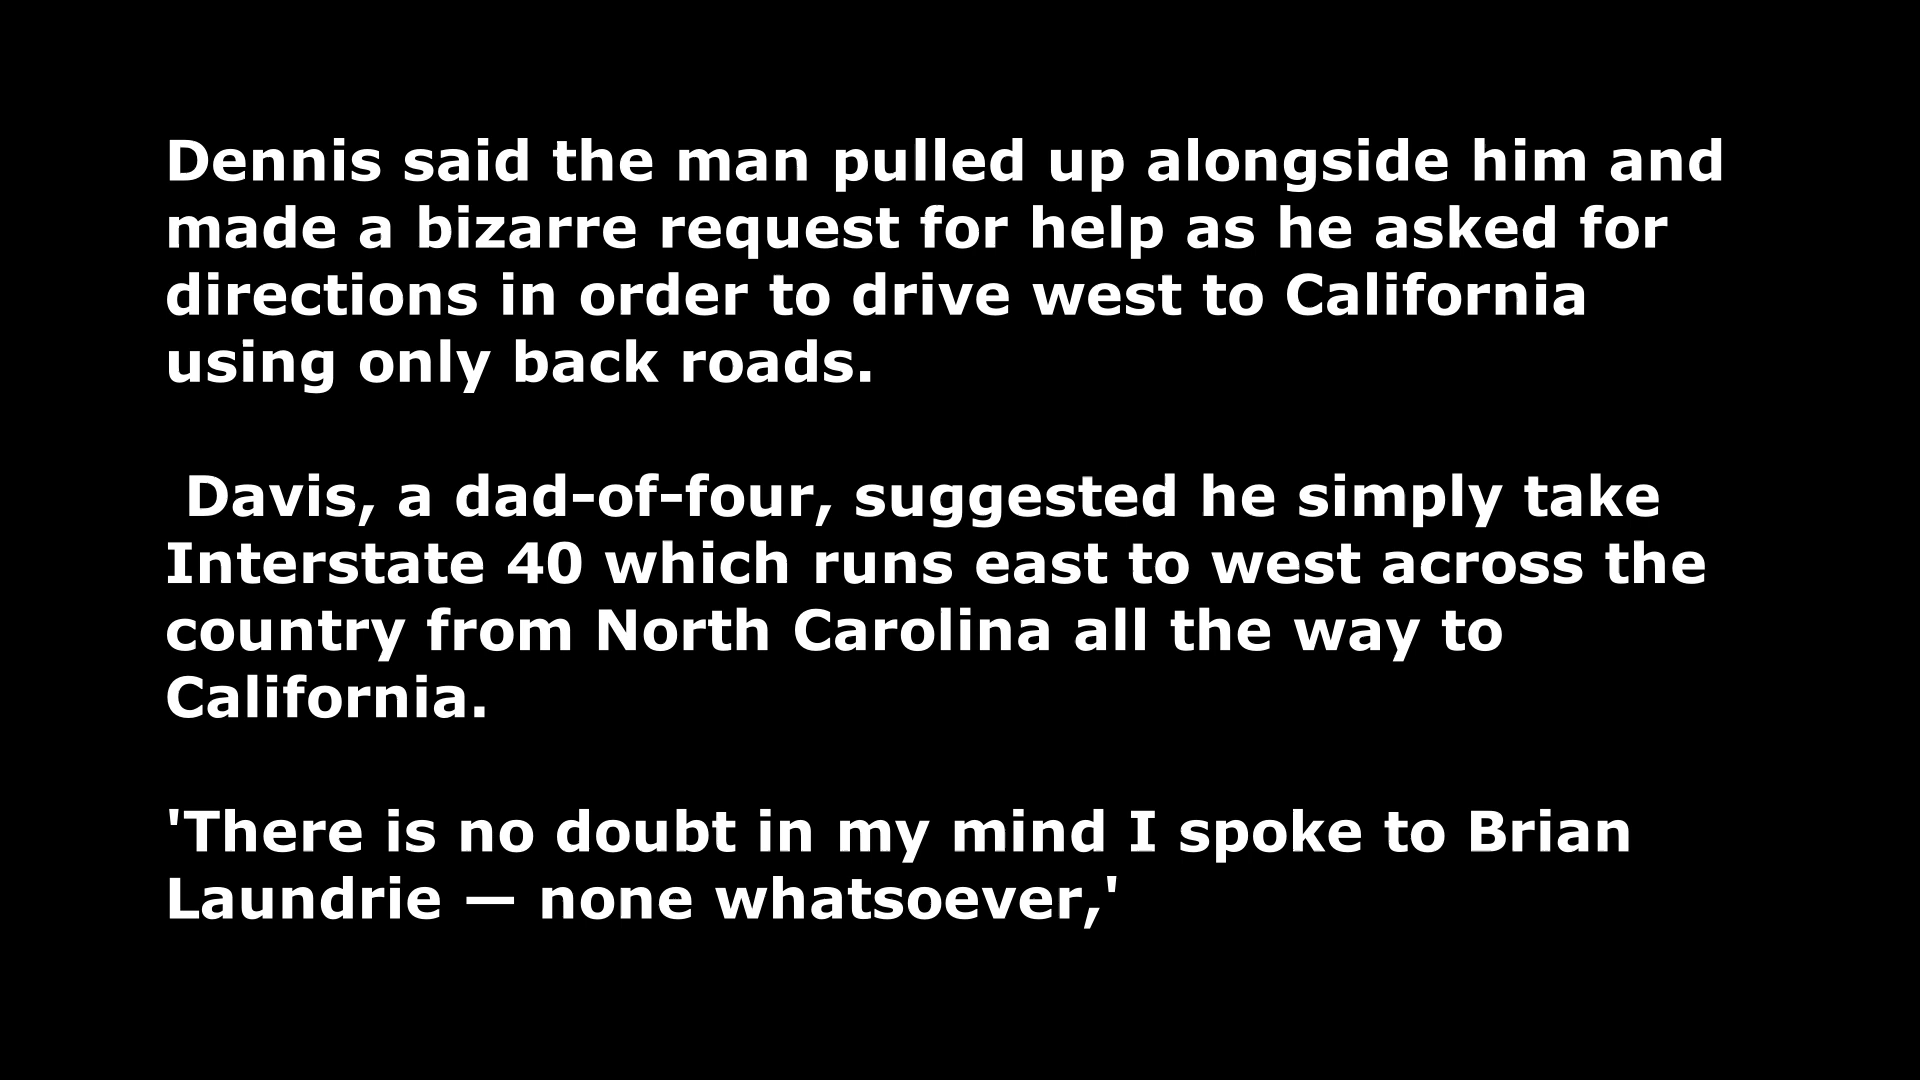 Dennis said the man pulled up alongside him and
made a bizarre request for help as he asked for
directions in order to drive west to California
using only back roads.
Davis, a dad-of-four, suggested he simply take
Interstate 40 which runs east to west across the
country from North Carolina all the way to
California.
'There is no doubt in my mind I spoke to Brian
Laundrie — none whatsoever,'